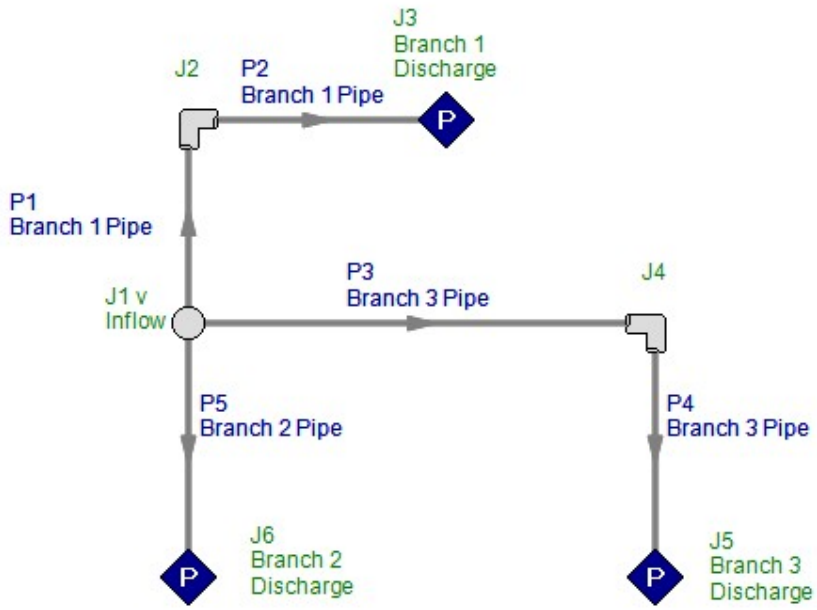 J3
Branch 1
Discharge
J2
P2
Branch 1 Pipe
P
P1
Branch 1 Pipe
P3
Branch 3 Pipe
J4
J1 v
Inflow
P5
Branch 2 Pipe
P4
Branch 3 Pipe
J6
Branch 2
Discharge
P
J5
Branch 3
Discharge
P